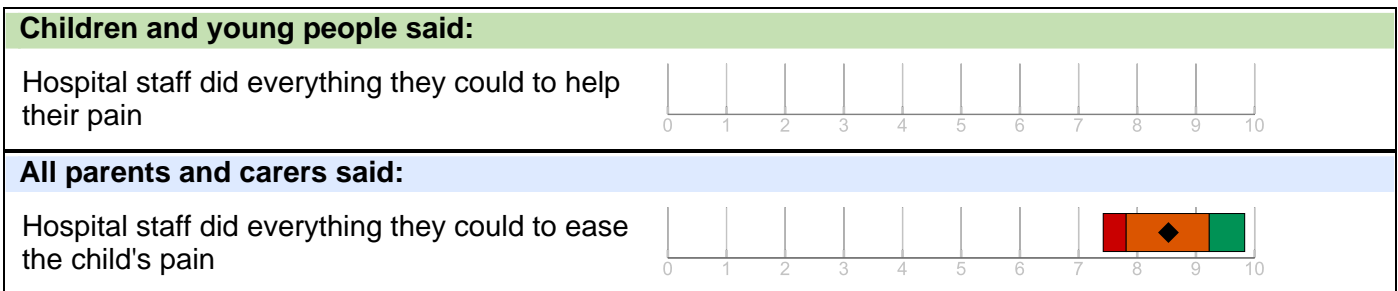 Children and young people said:
Hospital staff did everything they could to help
their pain
0 1 2 3 4 5 6 7 8 9 10
All parents and carers said:
Hospital staff did everything they could to ease
the child's pain
0 1 2 3 4 5 6 7 8 9 10